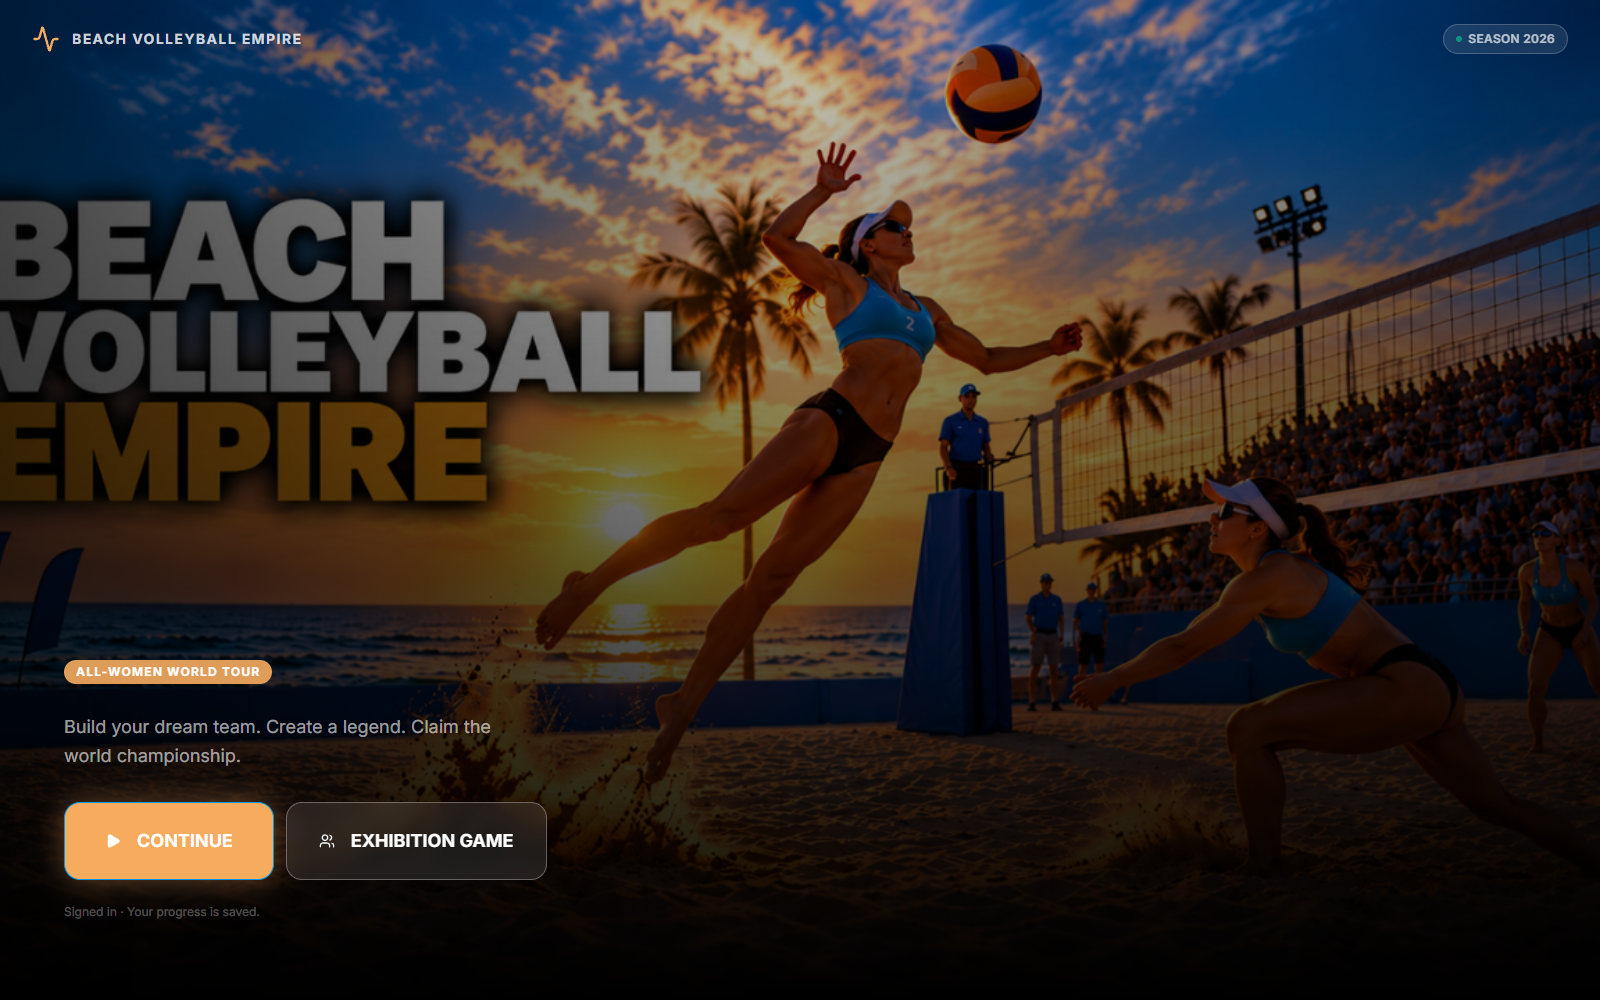 BEACH VOLLEYBALL EMPIRE
SEASON 2026
BEACH
VOLLEYBALL
EMPIRE
2
ALL-WOMEN WORLD TOUR
Build your dream team. Create a legend. Claim the
world championship.
CONTINUE
EXHIBITION GAME
Signed in · Your progress is saved.